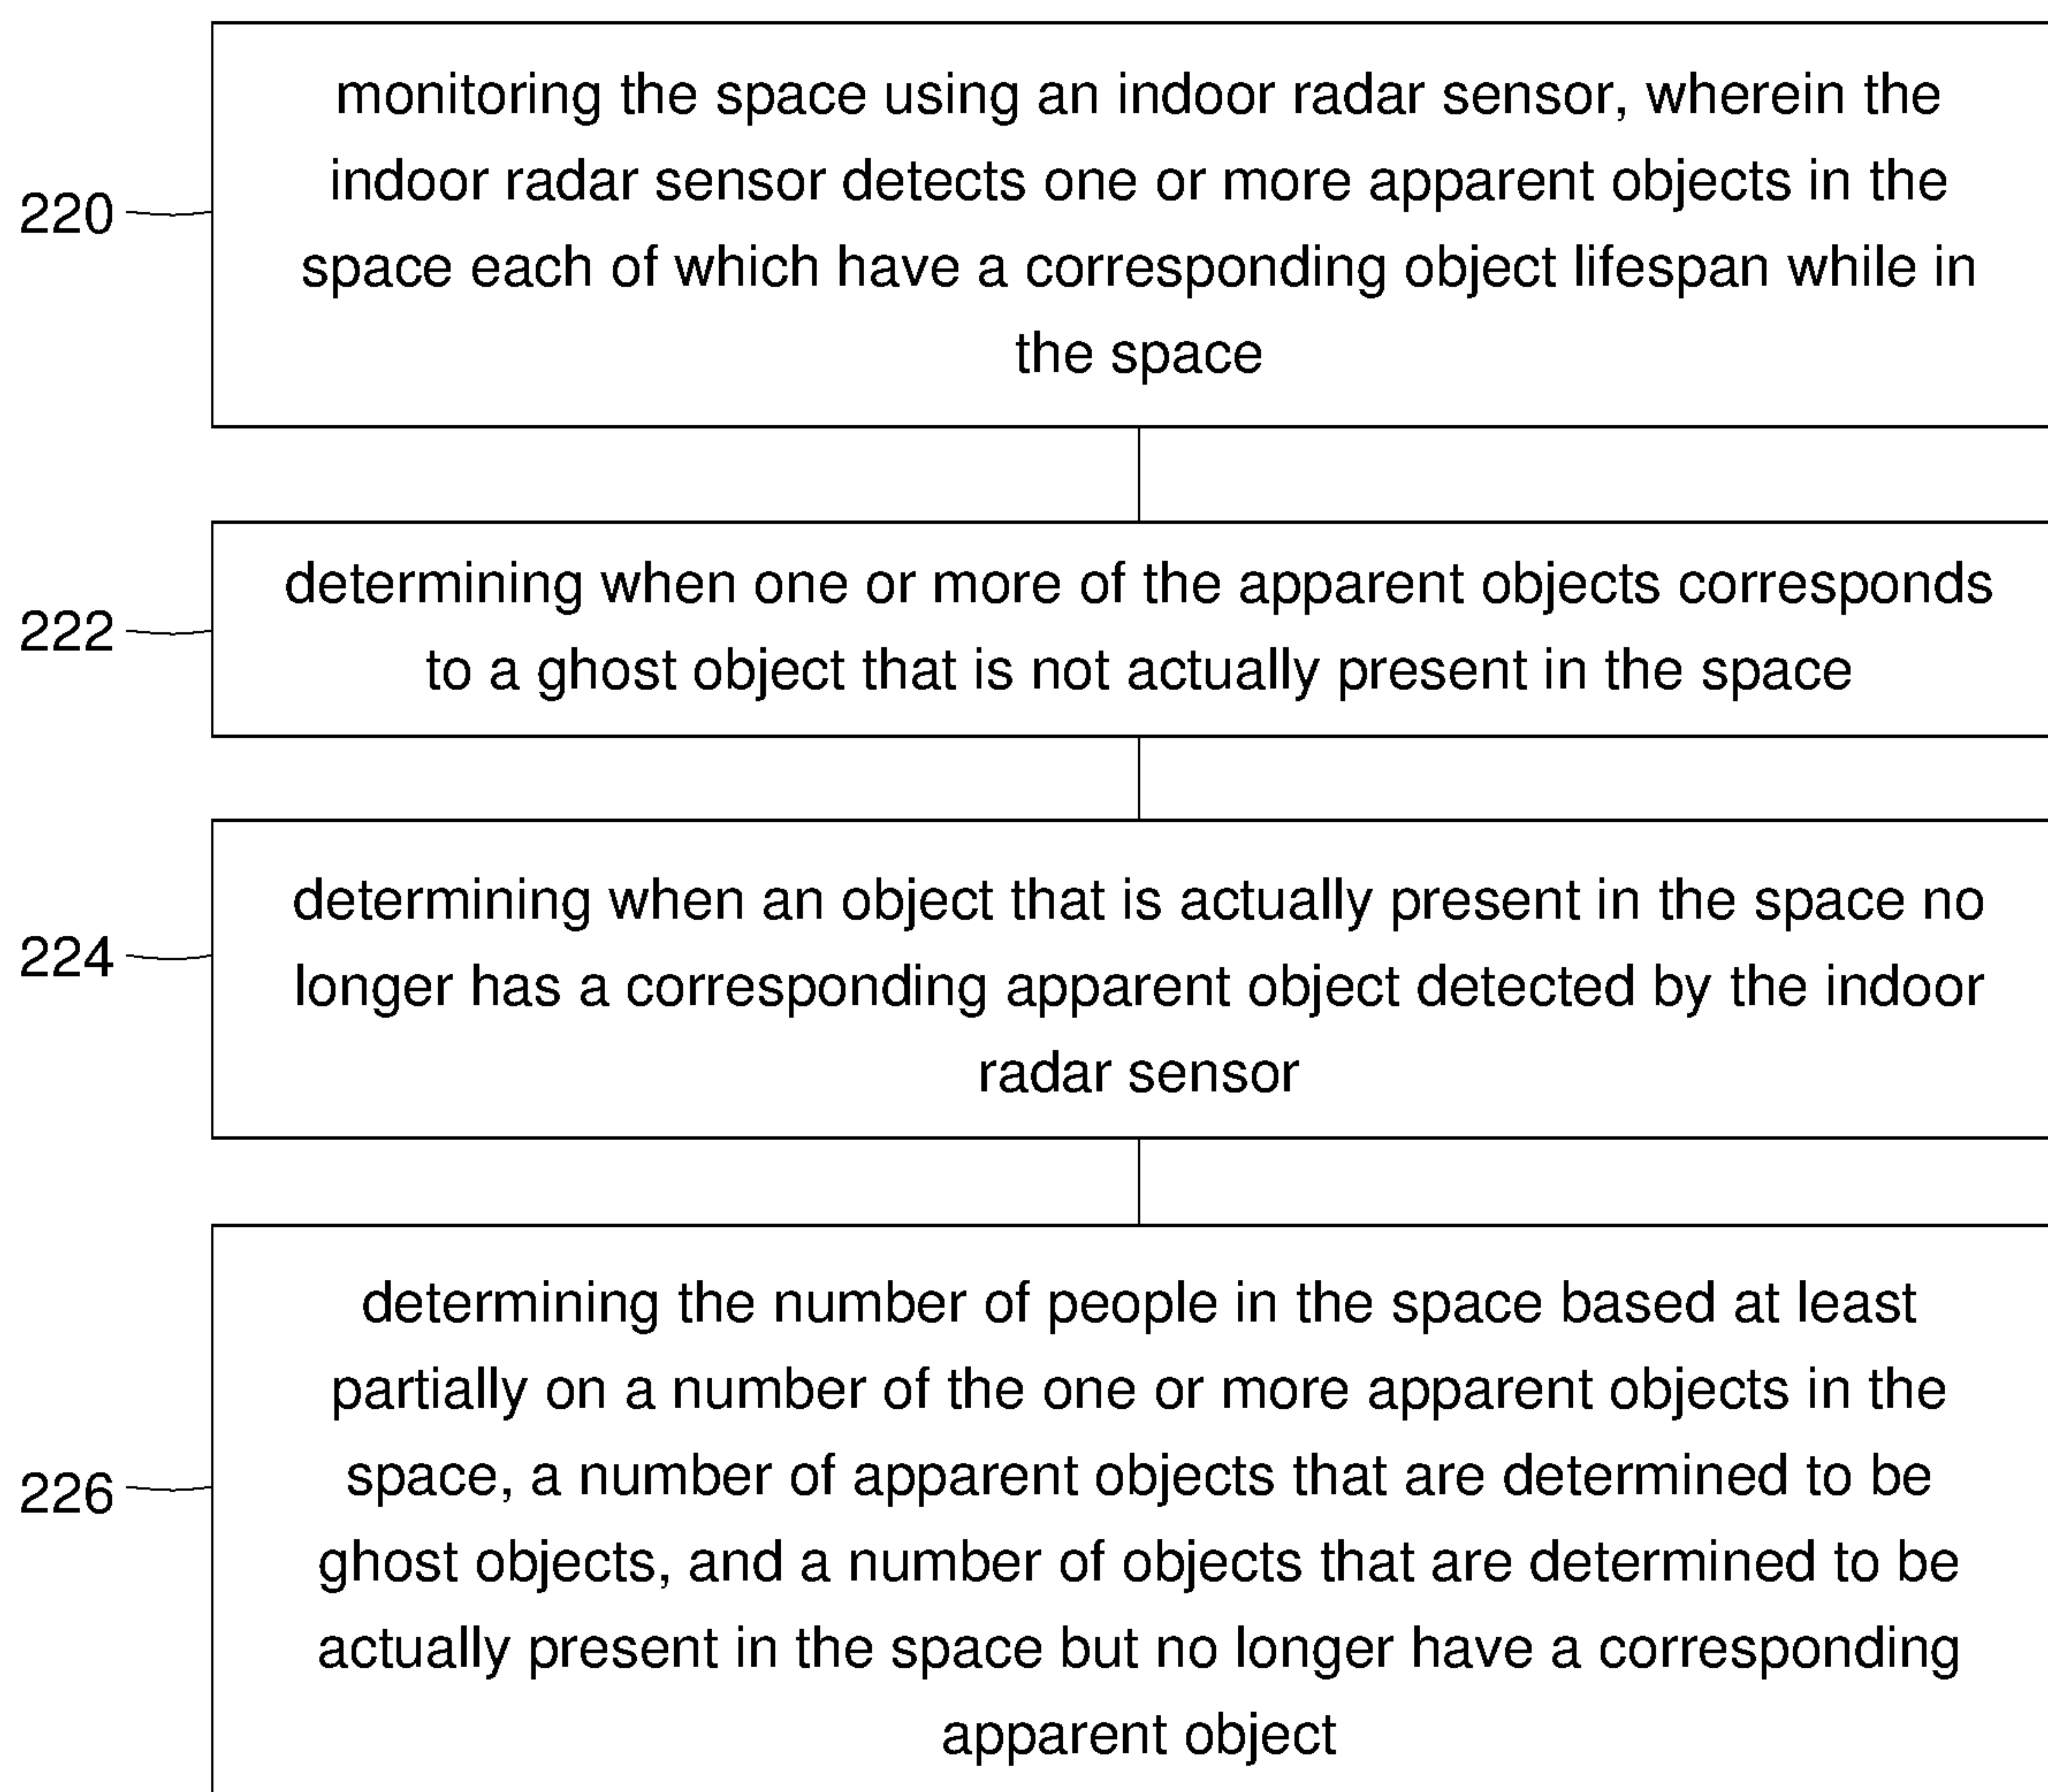 monitoring the space using an indoor radar sensor, wherein the
indoor radar sensor detects one or more apparent objects in the
220
space each of which have a corresponding object lifespan while in
the space
determining when one or more of the apparent objects corresponds
222
to a ghost object that is not actually present in the space
determining when an object that is actually present in the space no
224
longer has a corresponding apparent object detected by the indoor
radar sensor
determining the number of people in the space based at least
partially on a number of the one or more apparent objects in the
space, a number of apparent objects that are determined to be
226
ghost objects, and a number of objects that are determined to be
actually present in the space but no longer have a corresponding
apparent object